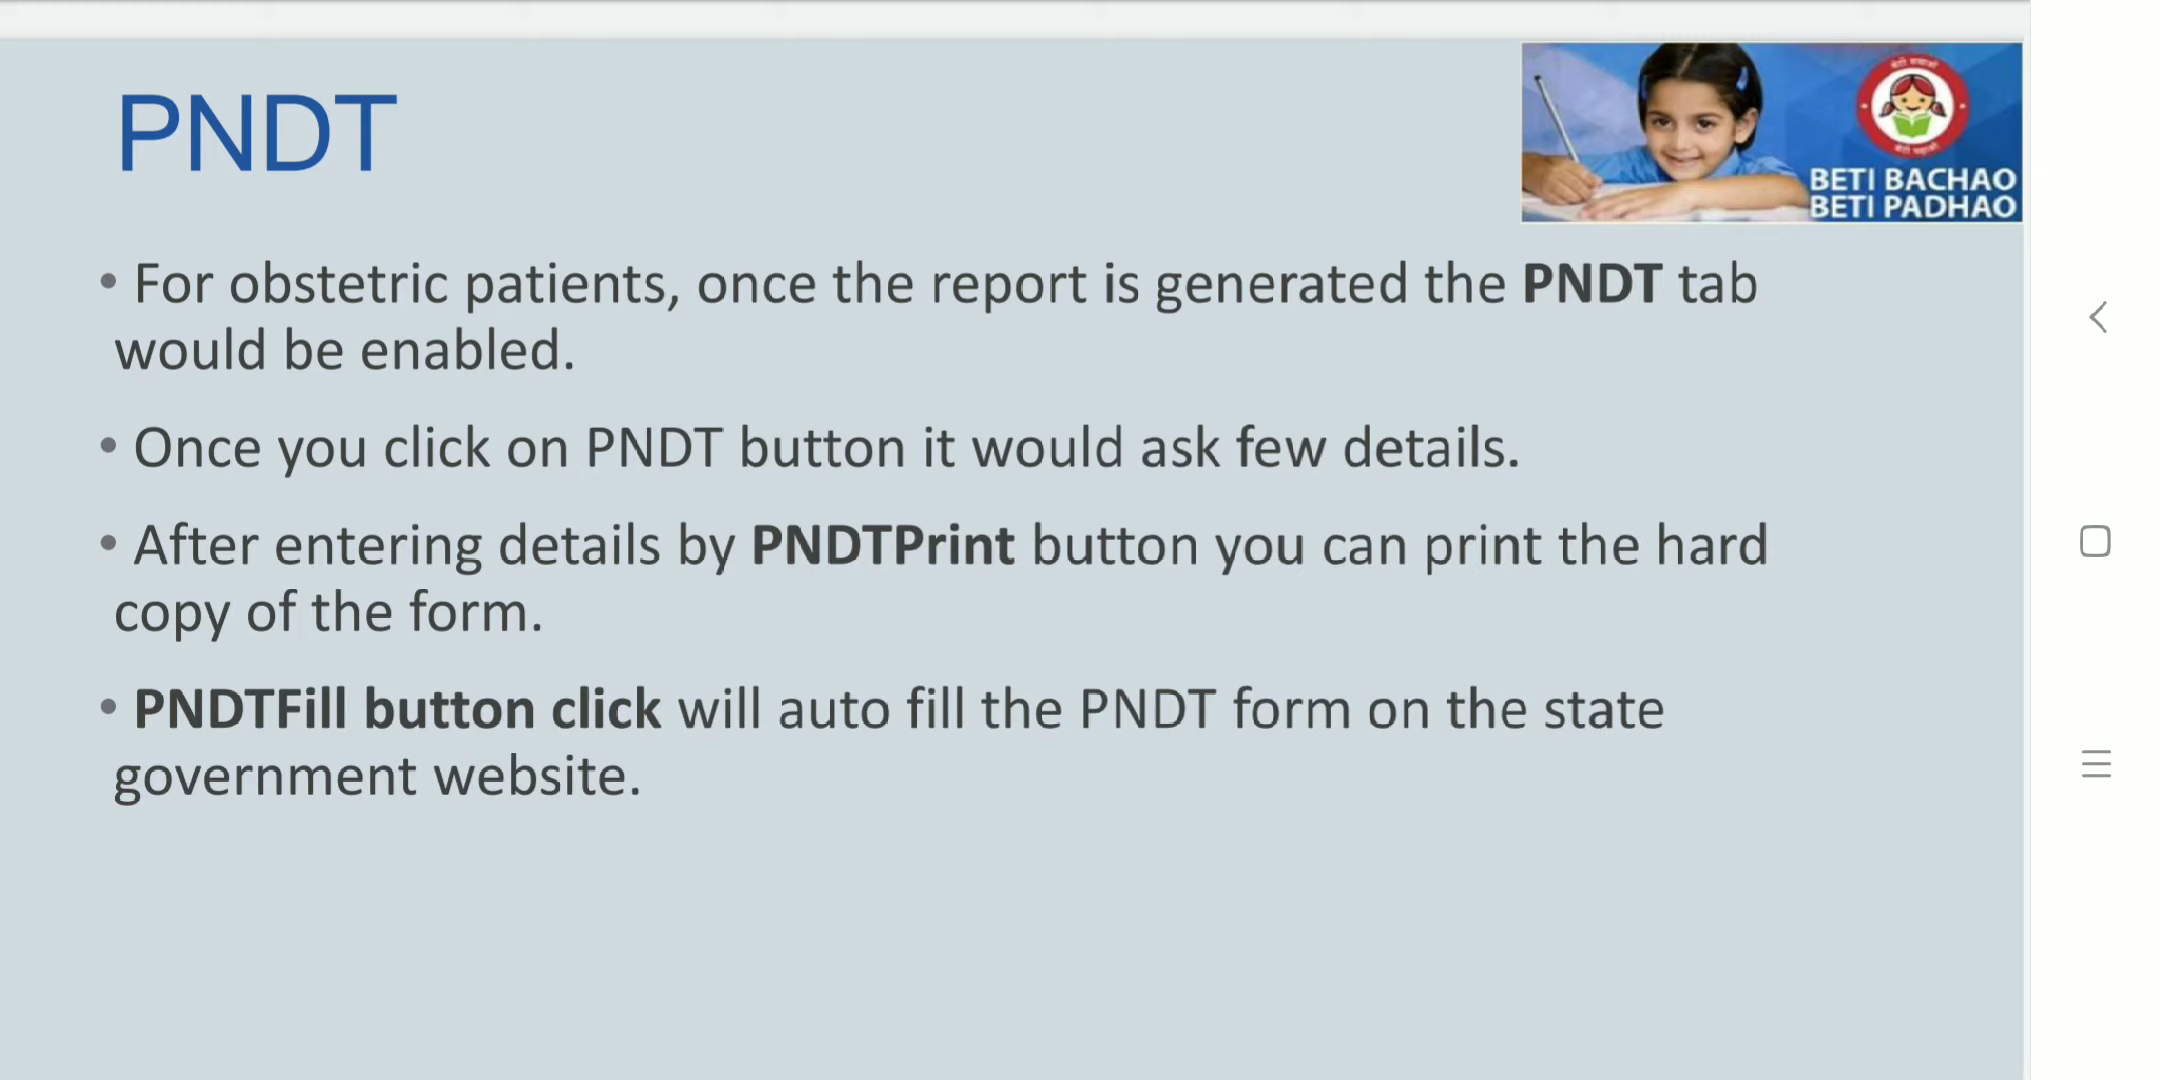 PNDT
BETI BACHAO
BETI PADHAO
• For obstetric patients, once the report is generated the PNDT tab
would be enabled.
• Once you click on PNDT button it would ask few details.
• After entering details by PNDTPrint button you can print the hard
copy of the form.
• PNDTFill button click will auto fill the PNDT form on the state
government website.